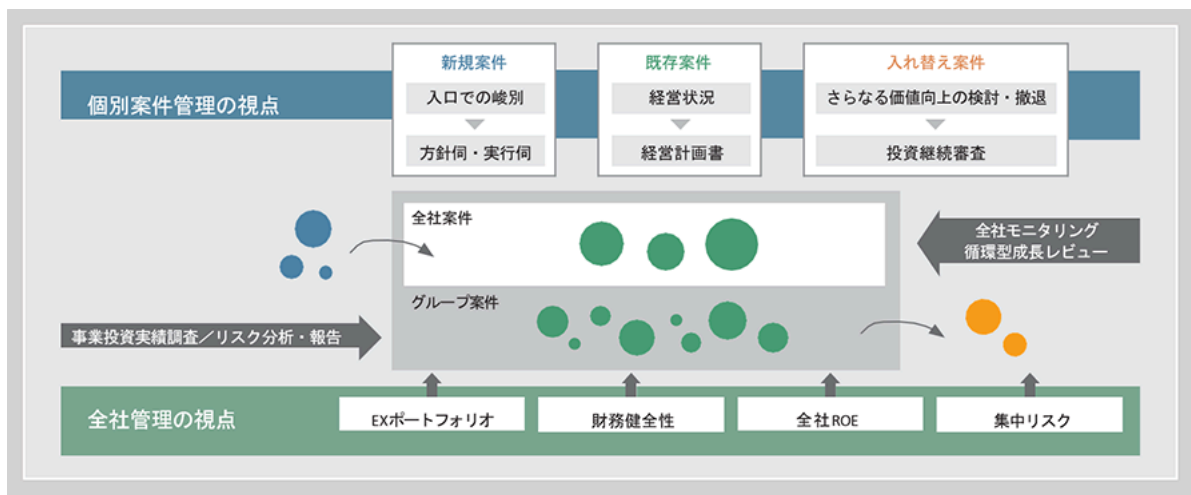 個別案件管理の視点
新規案件
入口での峻別
方針伺・実行伺
既存案件
経営状況
経営計画書
入れ替え案件
さらなる価値向上の検討・撤退
投資継続審査
全社案件
グループ案件
全社モニタリング
循環型成長レビュー
事業投資実績調査／リスク分析・報告
全社管理の視点
EXポートフォリオ
財務健全性
全社ROE
集中リスク